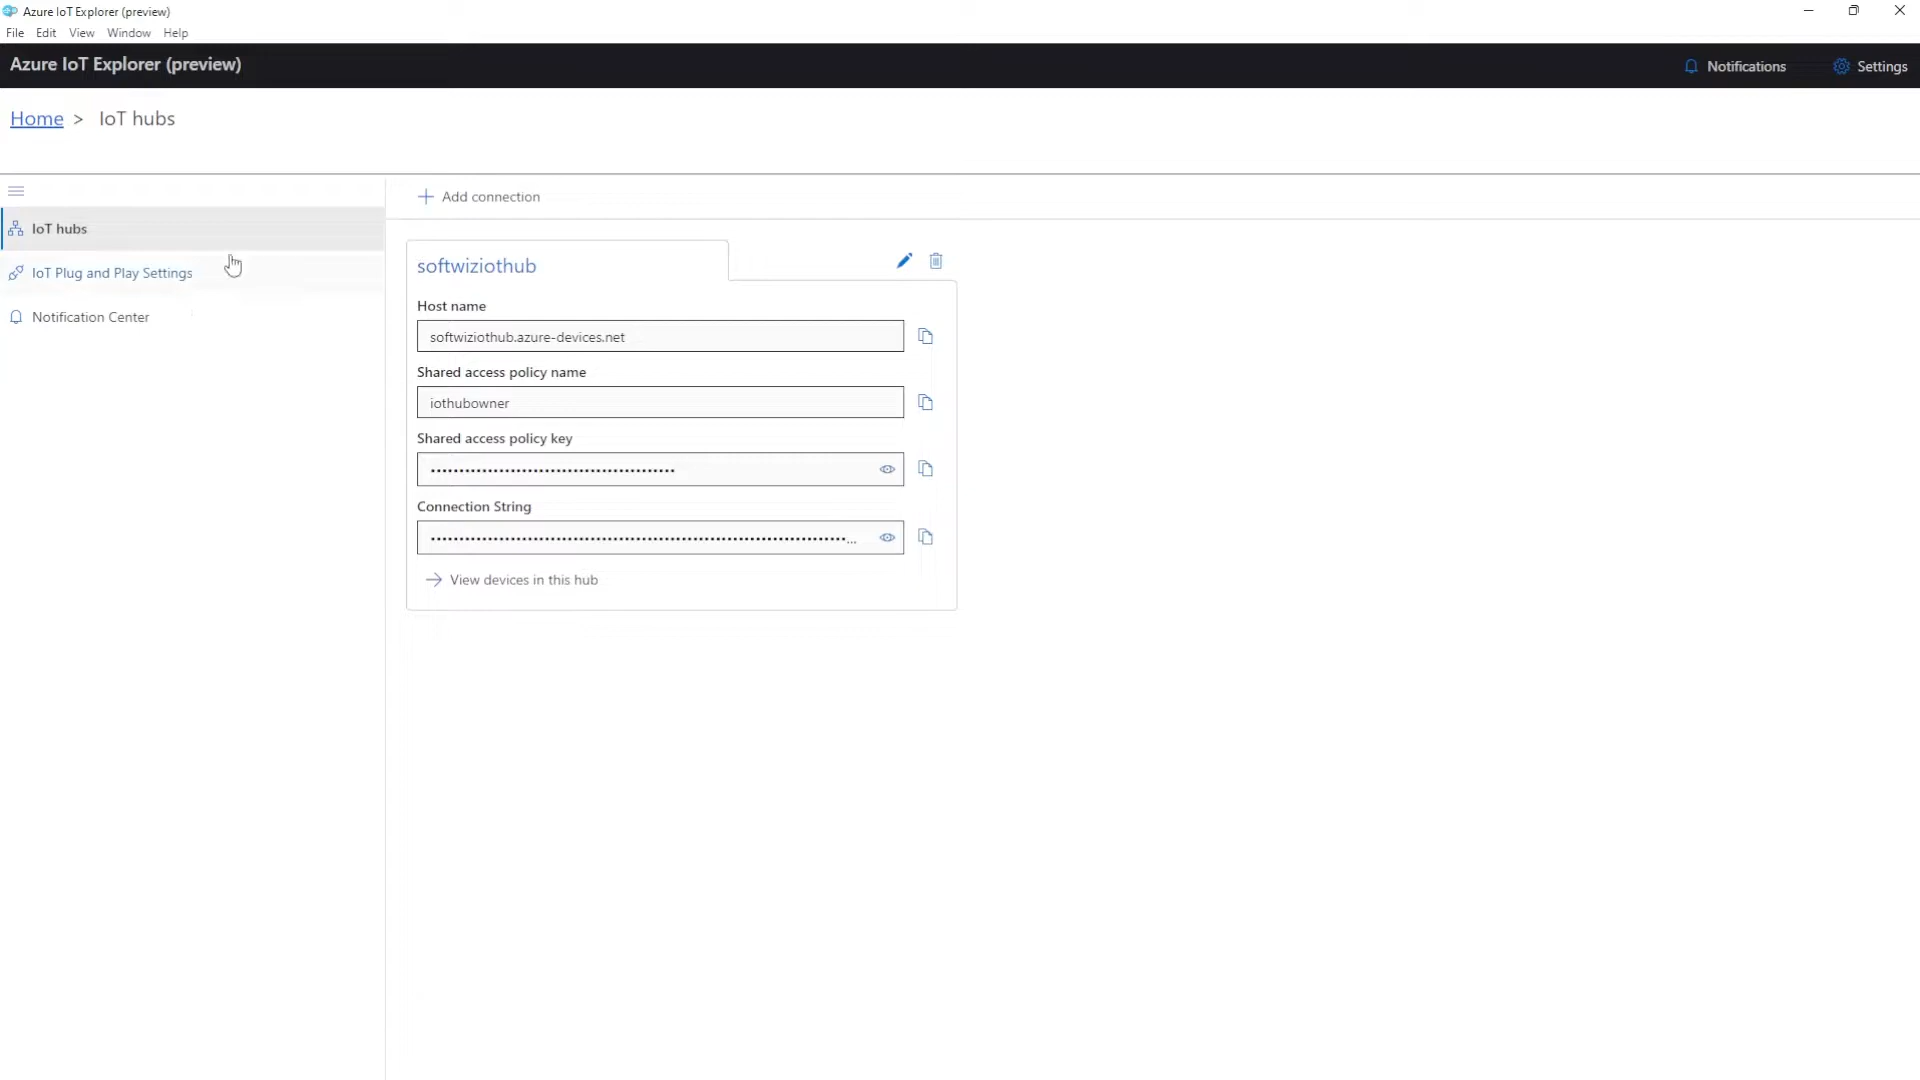 Azure IoT Explorer (preview)
File Edit View Window Help
Azure IoT Explorer (preview)
Notifications
Settings
Home > IoT hubs
IoT hubs
IoT Plug and Play Settings
Notification Center
Add connection
softwiziothub
Host name
softwiziothub.azure-devices.net
Shared access policy name
iothubowner
Shared access policy key
Connection String
View devices in this hub